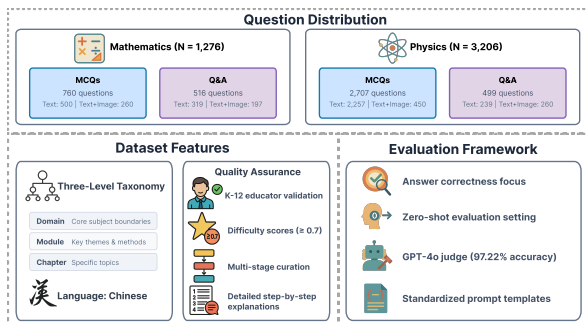 Question Distribution
Mathematics (N = 1,276)
MCQs
760 questions
Text: 500 | Text+Image: 260
Q&A
516 questions
Text: 319 | Text+Image: 197
Physics (N = 3,206)
MCQs
2,707 questions
Text: 2,257 | Text+Image: 450
Q&A
499 questions
Text: 239 | Text+Image: 260
Dataset Features
Three-Level Taxonomy
Domain Core subject boundaries
Module Key themes & methods
Chapter Specific topics
漢 Language: Chinese
Quality Assurance
K-12 educator validation
≥0.7
Difficulty scores (≥ 0.7)
Multi-stage curation
Detailed step-by-step
explanations
Evaluation Framework
Answer correctness focus
0
Zero-shot evaluation setting
GPT-4o judge (97.22% accuracy)
Standardized prompt templates